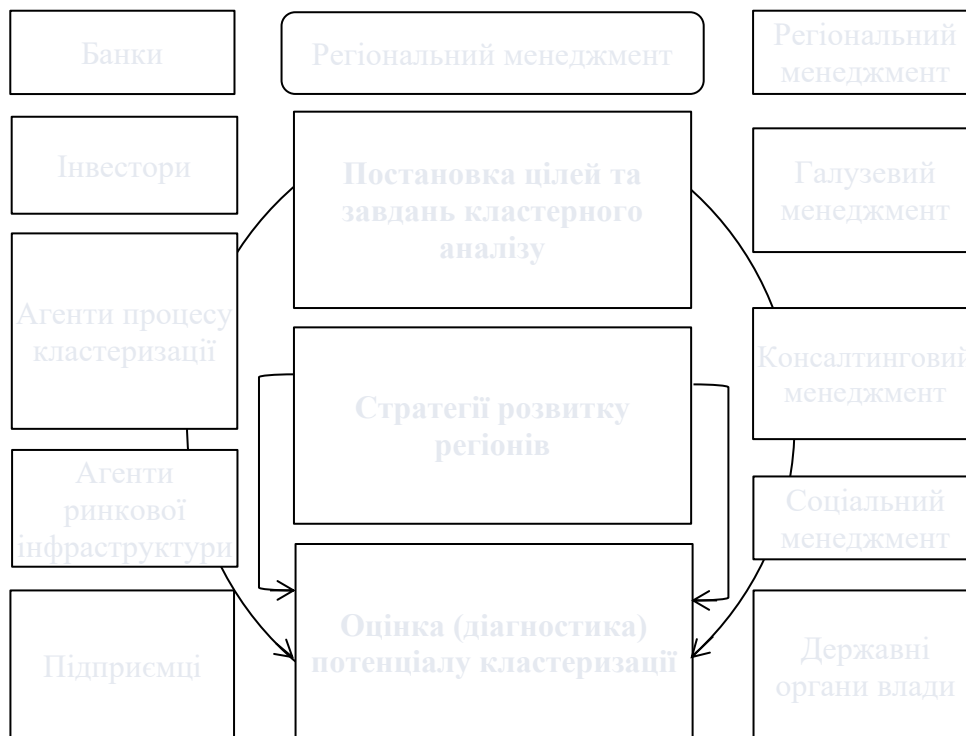 Банки
Регіональний менеджмент
Регіональний
менеджмент
Інвестори
Постановка цілей та
завдань кластерного
аналізу
Галузевий
менеджмент
Агенти процесу
кластеризації
Стратегії розвитку
регіонів
Консалтинговий
менеджмент
Агенти
ринкової
інфраструктури
Соціальний
менеджмент
Підприємці
Оцінка (діагностика)
потенціалу кластеризації
Державні
органи влади